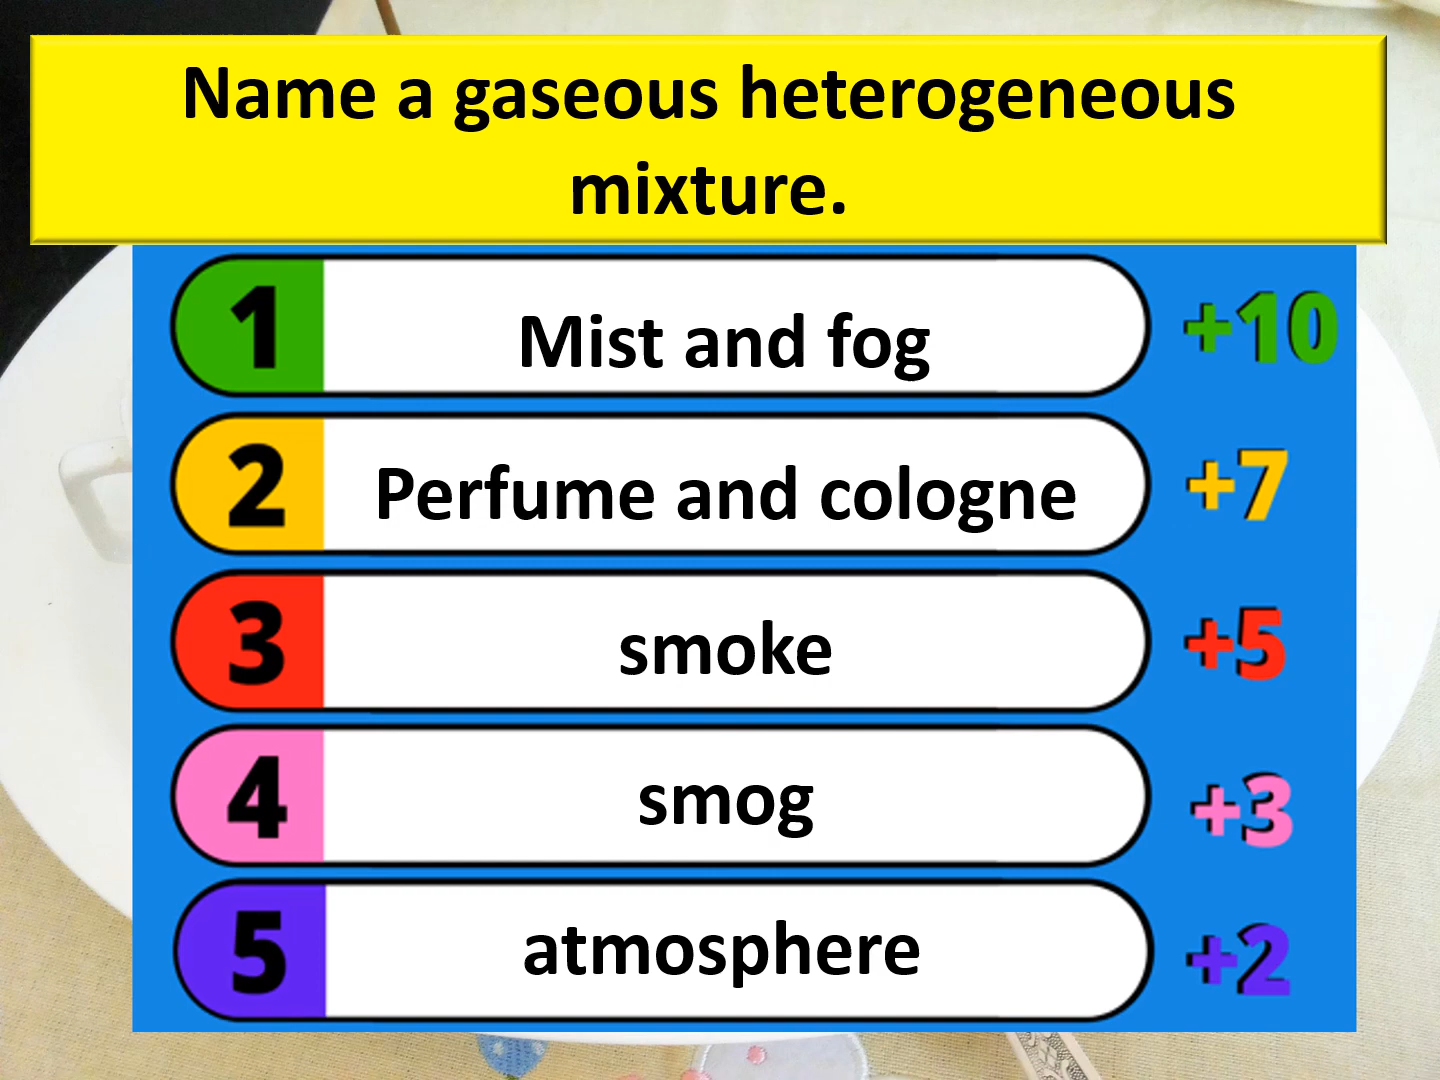 Name a gaseous heterogeneous
mixture.
1 Mist and fog +10
2 Perfume and cologne +7
3 smoke +5
4 smog +3
5 atmosphere +2